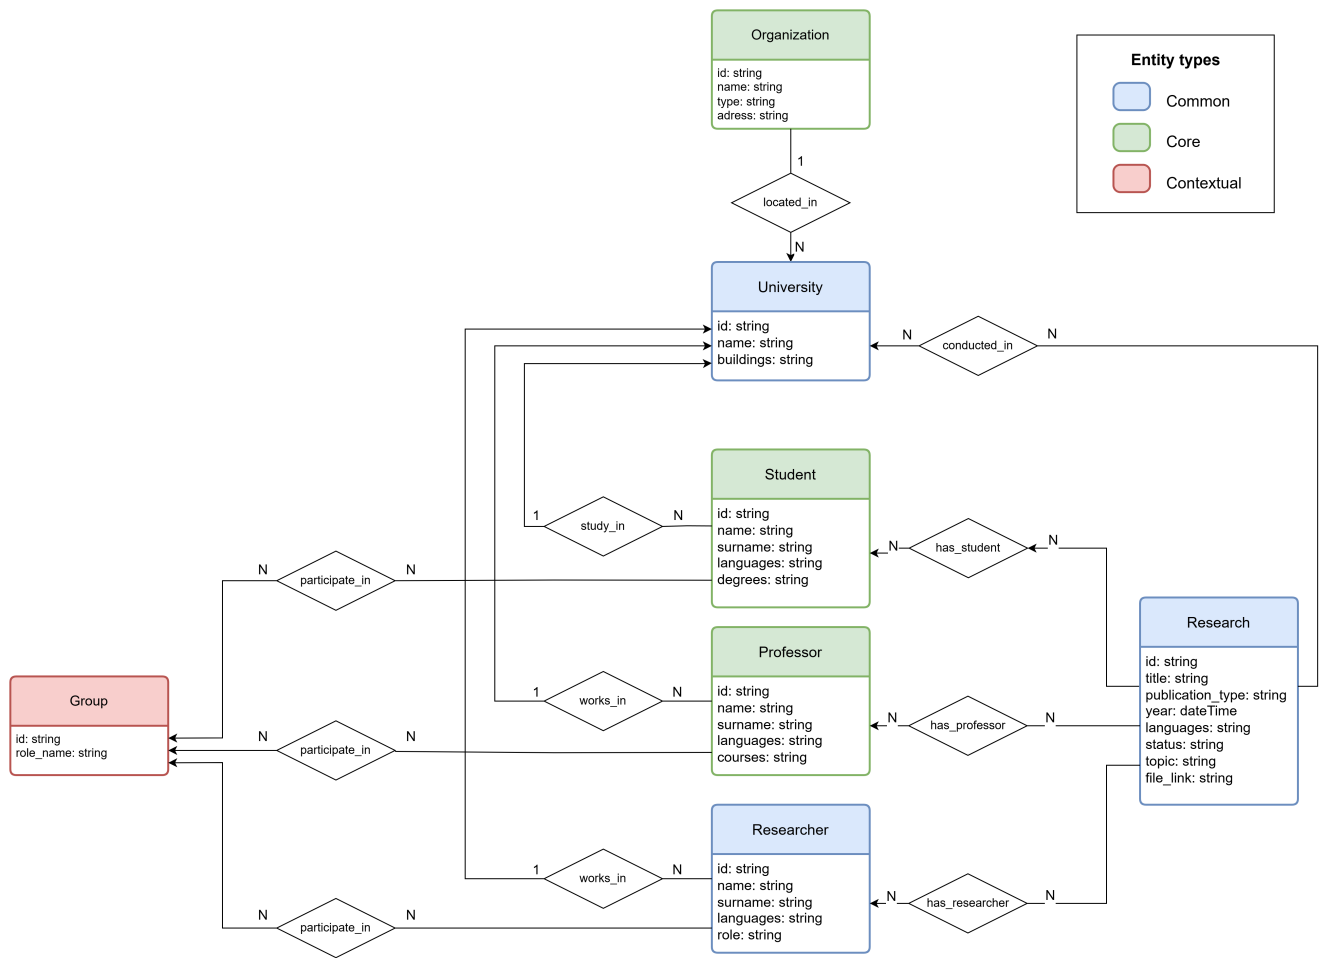 Organization
id: string
name: string
type: string
adress: string
Entity types
Common
Core
Contextual
1
located_in
N
University
id: string
name: string
buildings: string
N
conducted_in
N
Student
id: string
name: string
surname: string
languages: string
degrees: string
1
study_in
N
N
has_student
N
N
participate_in
N
Professor
id: string
name: string
surname: string
languages: string
courses: string
1
works_in
N
N
has_professor
N
Research
id: string
title: string
publication_type: string
year: dateTime
languages: string
status: string
topic: string
file_link: string
Group
id: string
role_name: string
N
participate_in
N
Researcher
id: string
name: string
surname: string
languages: string
role: string
1
works_in
N
N
has_researcher
N
N
participate_in
N